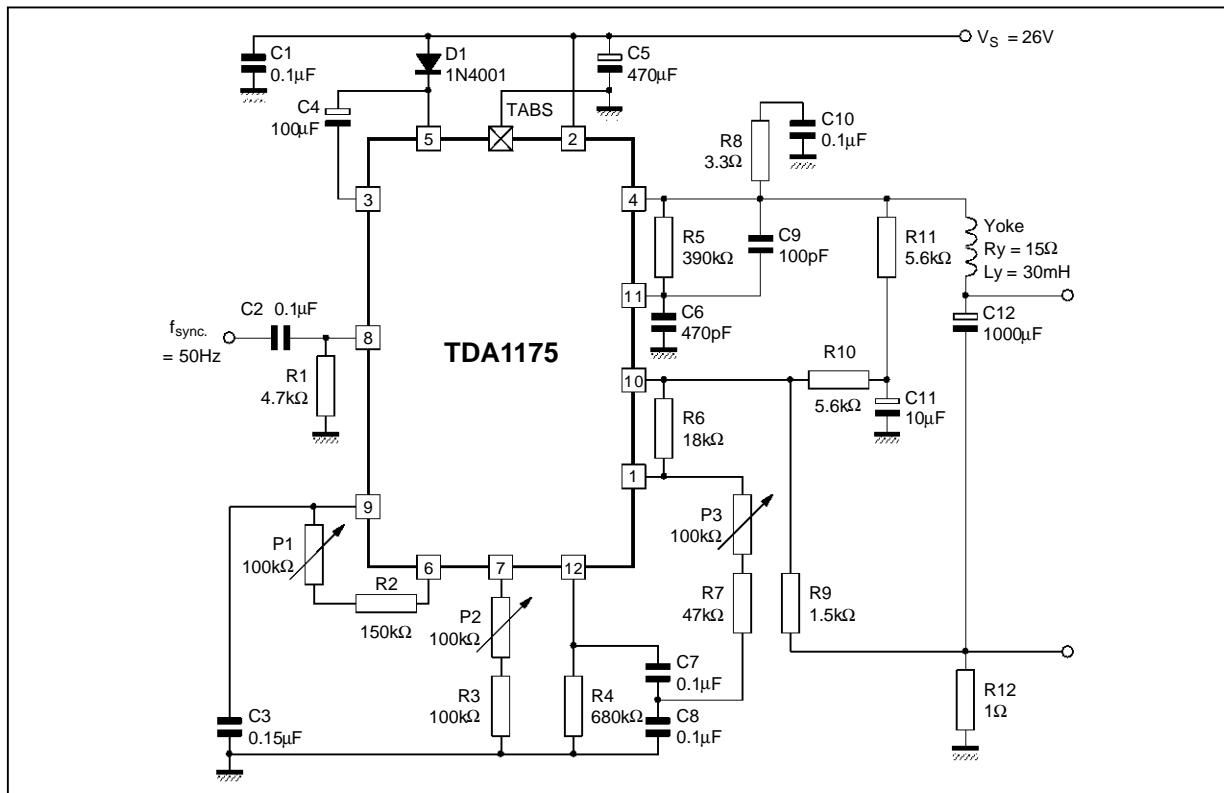 C1
0.1μF
D1
1N4001
C5
470μF
VS = 26V
C4
100μF
TABS
5
2
R8
3.3Ω
C10
0.1μF
3
4
R5
390kΩ
C9
100pF
R11
5.6kΩ
Yoke
Ry = 15Ω
Ly = 30mH
11
C6
470pF
C12
1000μF
C2 0.1μF
fsync.
= 50Hz
8
TDA1175
R1
4.7kΩ
R10
5.6kΩ
10
C11
10μF
R6
18kΩ
1
9
P3
100kΩ
P1
100kΩ
6
7
12
R2
150kΩ
P2
100kΩ
R7
47kΩ
R9
1.5kΩ
C7
0.1μF
R3
100kΩ
R4
680kΩ
C8
0.1μF
R12
1Ω
C3
0.15μF